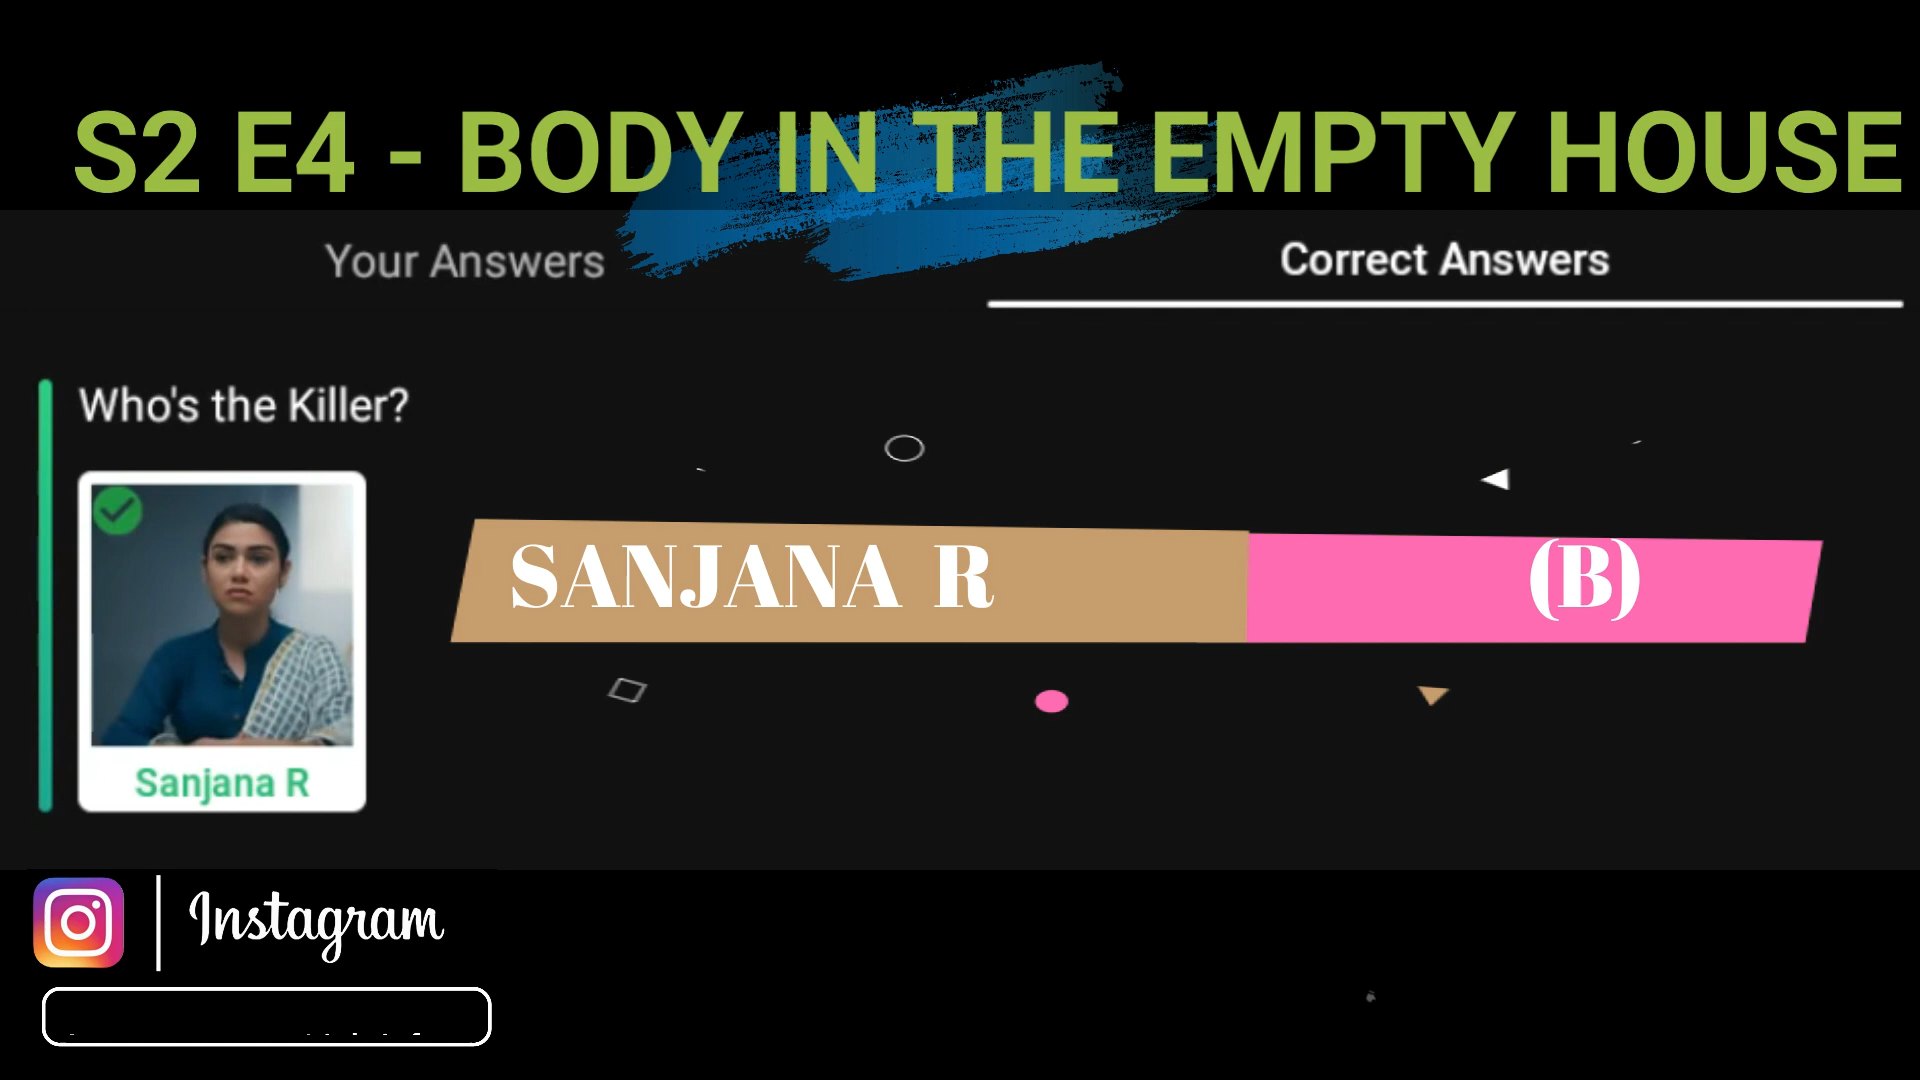 S2 E4 - BODY IN THE EMPTY HOUSE
Your Answers
Correct Answers
Who's the Killer?
SANJANA R
(B)
Sanjana R
Instagram